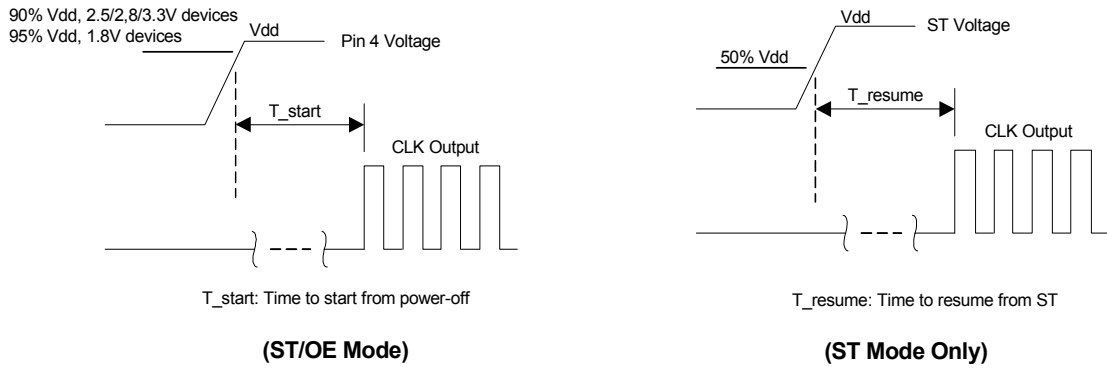 90% Vdd, 2.5/2,8/3.3V devices
95% Vdd, 1.8V devices
Vdd
Pin 4 Voltage
T_start
CLK Output
T_start: Time to start from power-off
(ST/OE Mode)
Vdd
ST Voltage
50% Vdd
T_resume
CLK Output
T_resume: Time to resume from ST
(ST Mode Only)